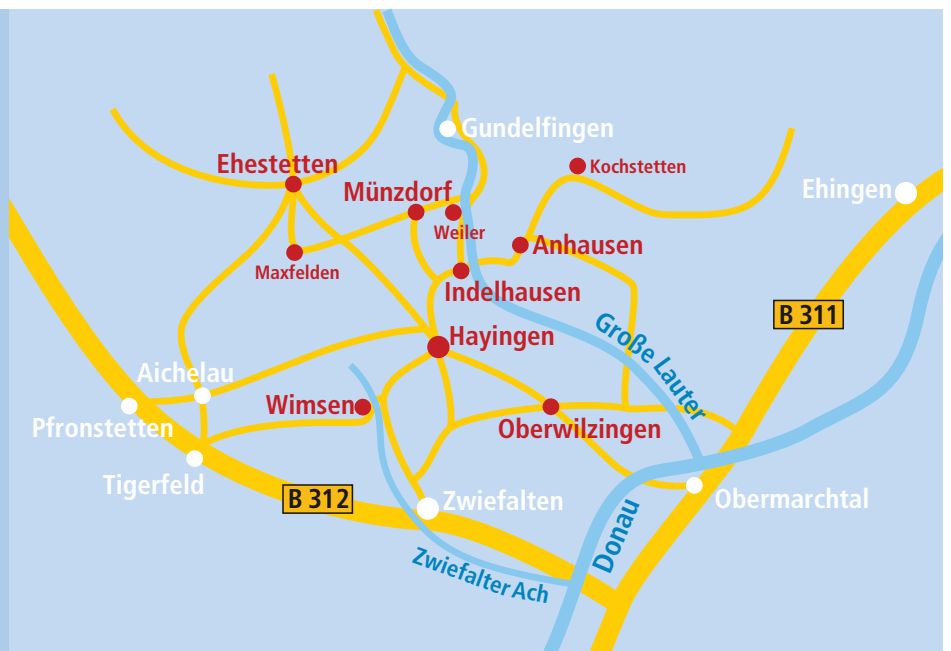 Gundelfingen
Ehestetten
Kochstetten
Münzdorf
Ehingen
Weiler
Anhausen
Maxfelden
Indelhausen
B 311
Große Lauter
Hayingen
Aichelau
Wimsen
Pfronstetten
Oberwilzingen
Tigerfeld
B 312
Zwiefalten
Obermarchtal
Donau
Zwiefalter Ach